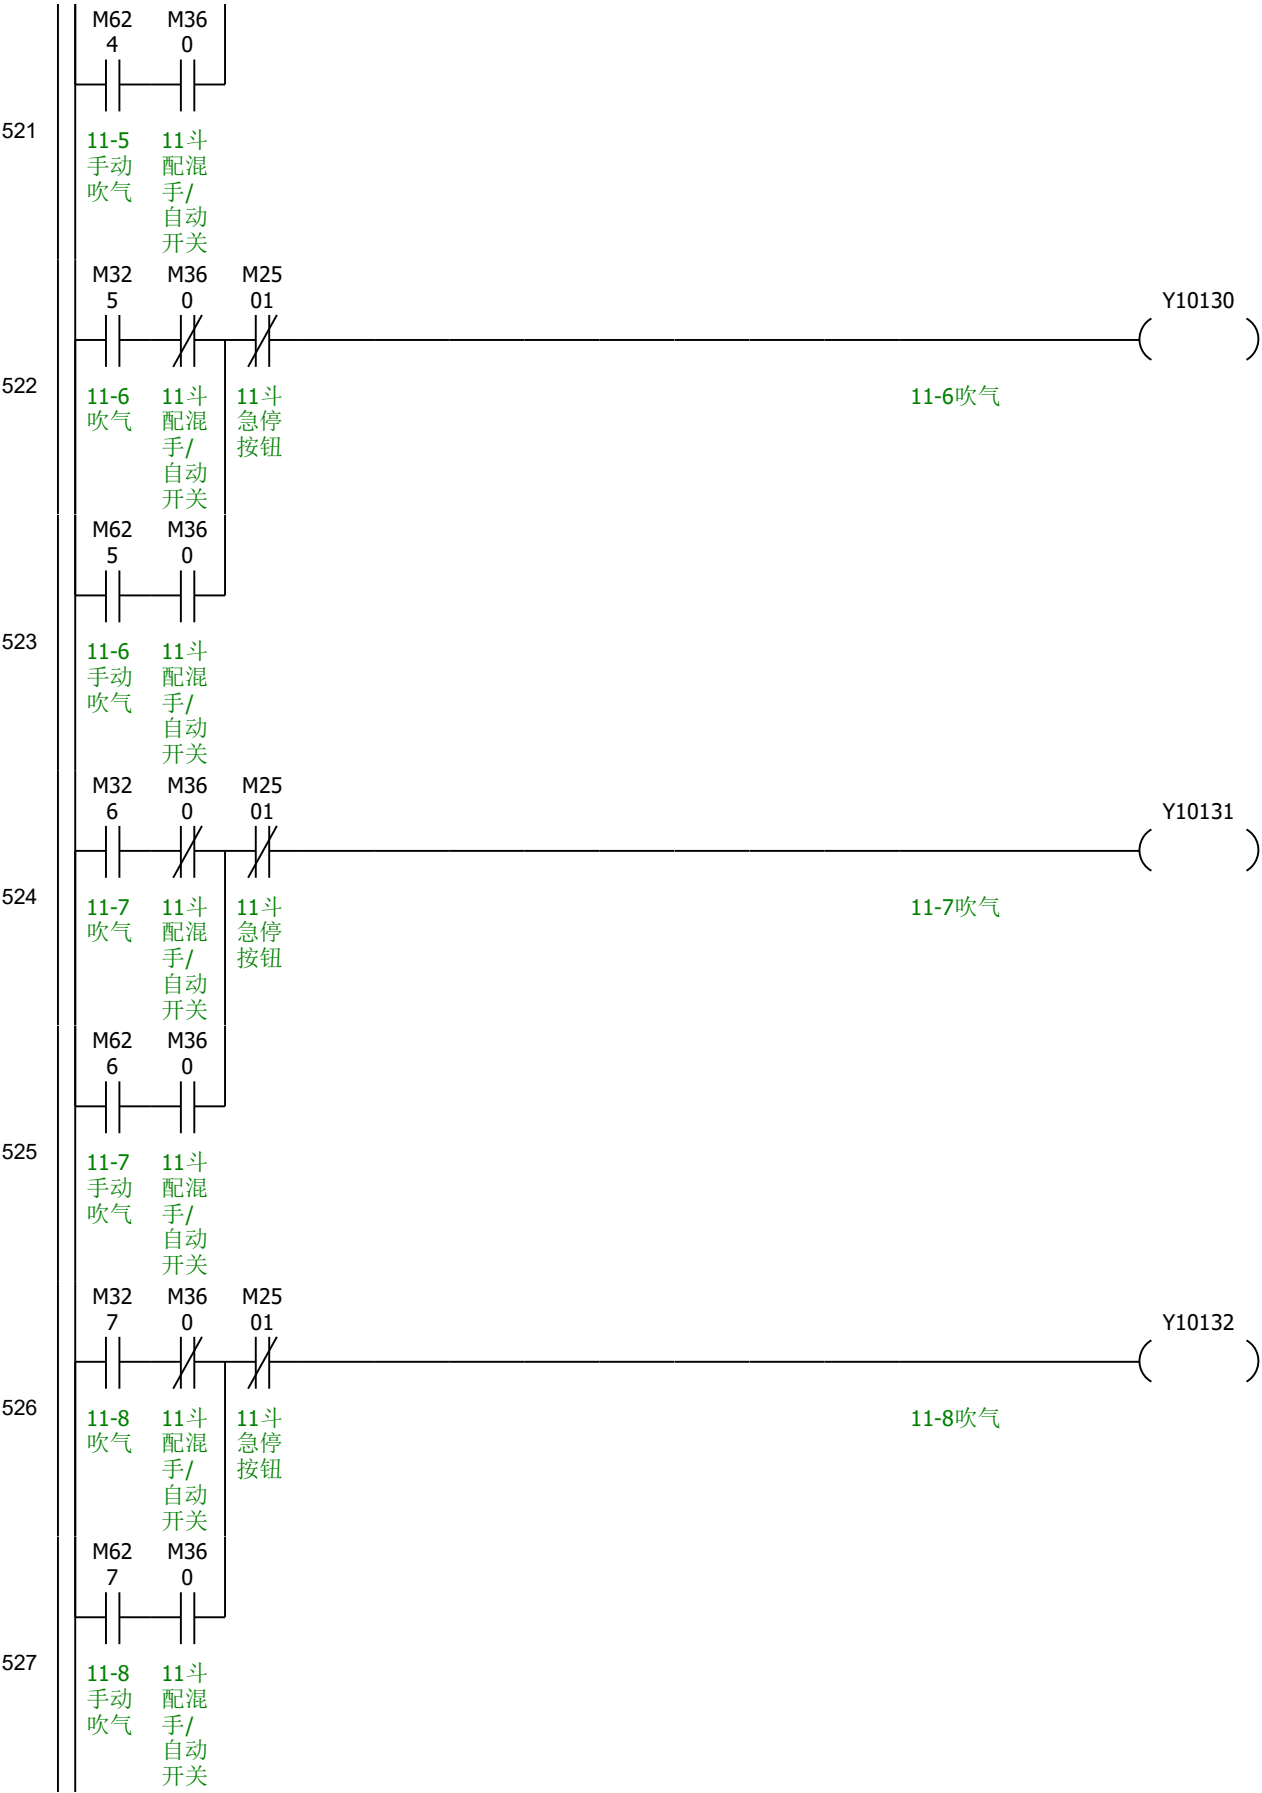 M62 M36
4 0
521
11-5 11斗
手动 配混
吹气 手/
自动
开关
M32 M36 M25
5 0 01 Y10130
522
11-6 11斗 11斗 11-6吹气
吹气 配混 急停
手/ 按钮
自动
开关
M62 M36
5 0
523
11-6 11斗
手动 配混
吹气 手/
自动
开关
M32 M36 M25
6 0 01 Y10131
524
11-7 11斗 11斗 11-7吹气
吹气 配混 急停
手/ 按钮
自动
开关
M62 M36
6 0
525
11-7 11斗
手动 配混
吹气 手/
自动
开关
M32 M36 M25
7 0 01 Y10132
526
11-8 11斗 11斗 11-8吹气
吹气 配混 急停
手/ 按钮
自动
开关
M62 M36
7 0
527
11-8 11斗
手动 配混
吹气 手/
自动
开关